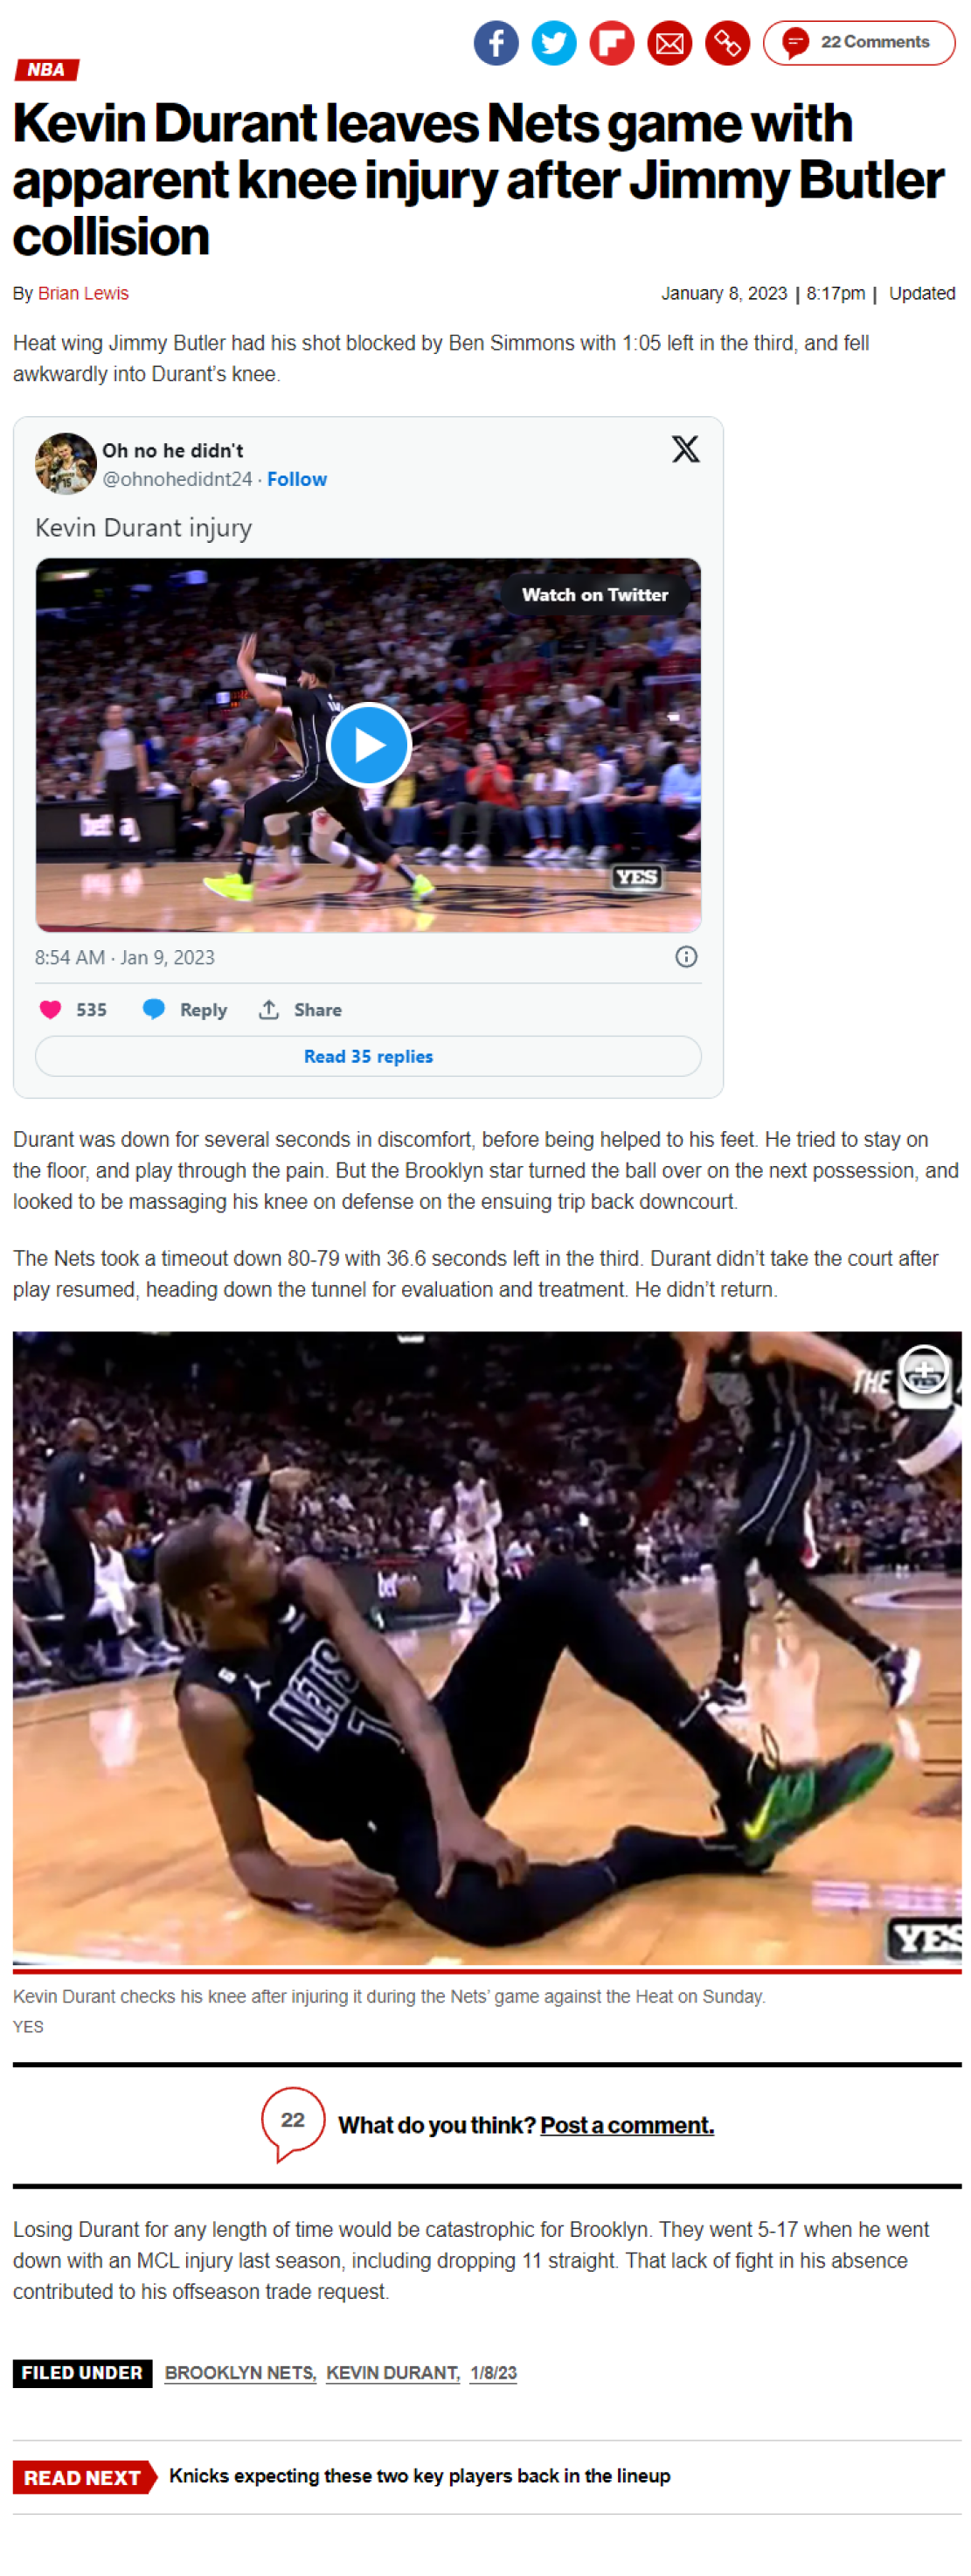 22 Comments
NBA
Kevin Durant leaves Nets game with
apparent knee injury after Jimmy Butler
collision
By Brian Lewis
January 8, 2023 | 8:17pm | Updated
Heat wing Jimmy Butler had his shot blocked by Ben Simmons with 1:05 left in the third, and fell
awkwardly into Durant’s knee.
Oh no he didn't
@ohnohedidnt24 · Follow
Kevin Durant injury
Watch on Twitter
YES
8:54 AM · Jan 9, 2023
535 Reply Share
Read 35 replies
Durant was down for several seconds in discomfort, before being helped to his feet. He tried to stay on
the floor, and play through the pain. But the Brooklyn star turned the ball over on the next possession, and
looked to be massaging his knee on defense on the ensuing trip back downcourt.
The Nets took a timeout down 80-79 with 36.6 seconds left in the third. Durant didn’t take the court after
play resumed, heading down the tunnel for evaluation and treatment. He didn’t return.
THE
NETS
7
YES
Kevin Durant checks his knee after injuring it during the Nets’ game against the Heat on Sunday.
YES
22
What do you think? Post a comment.
Losing Durant for any length of time would be catastrophic for Brooklyn. They went 5-17 when he went
down with an MCL injury last season, including dropping 11 straight. That lack of fight in his absence
contributed to his offseason trade request.
FILED UNDER BROOKLYN NETS, KEVIN DURANT, 1/8/23
READ NEXT Knicks expecting these two key players back in the lineup